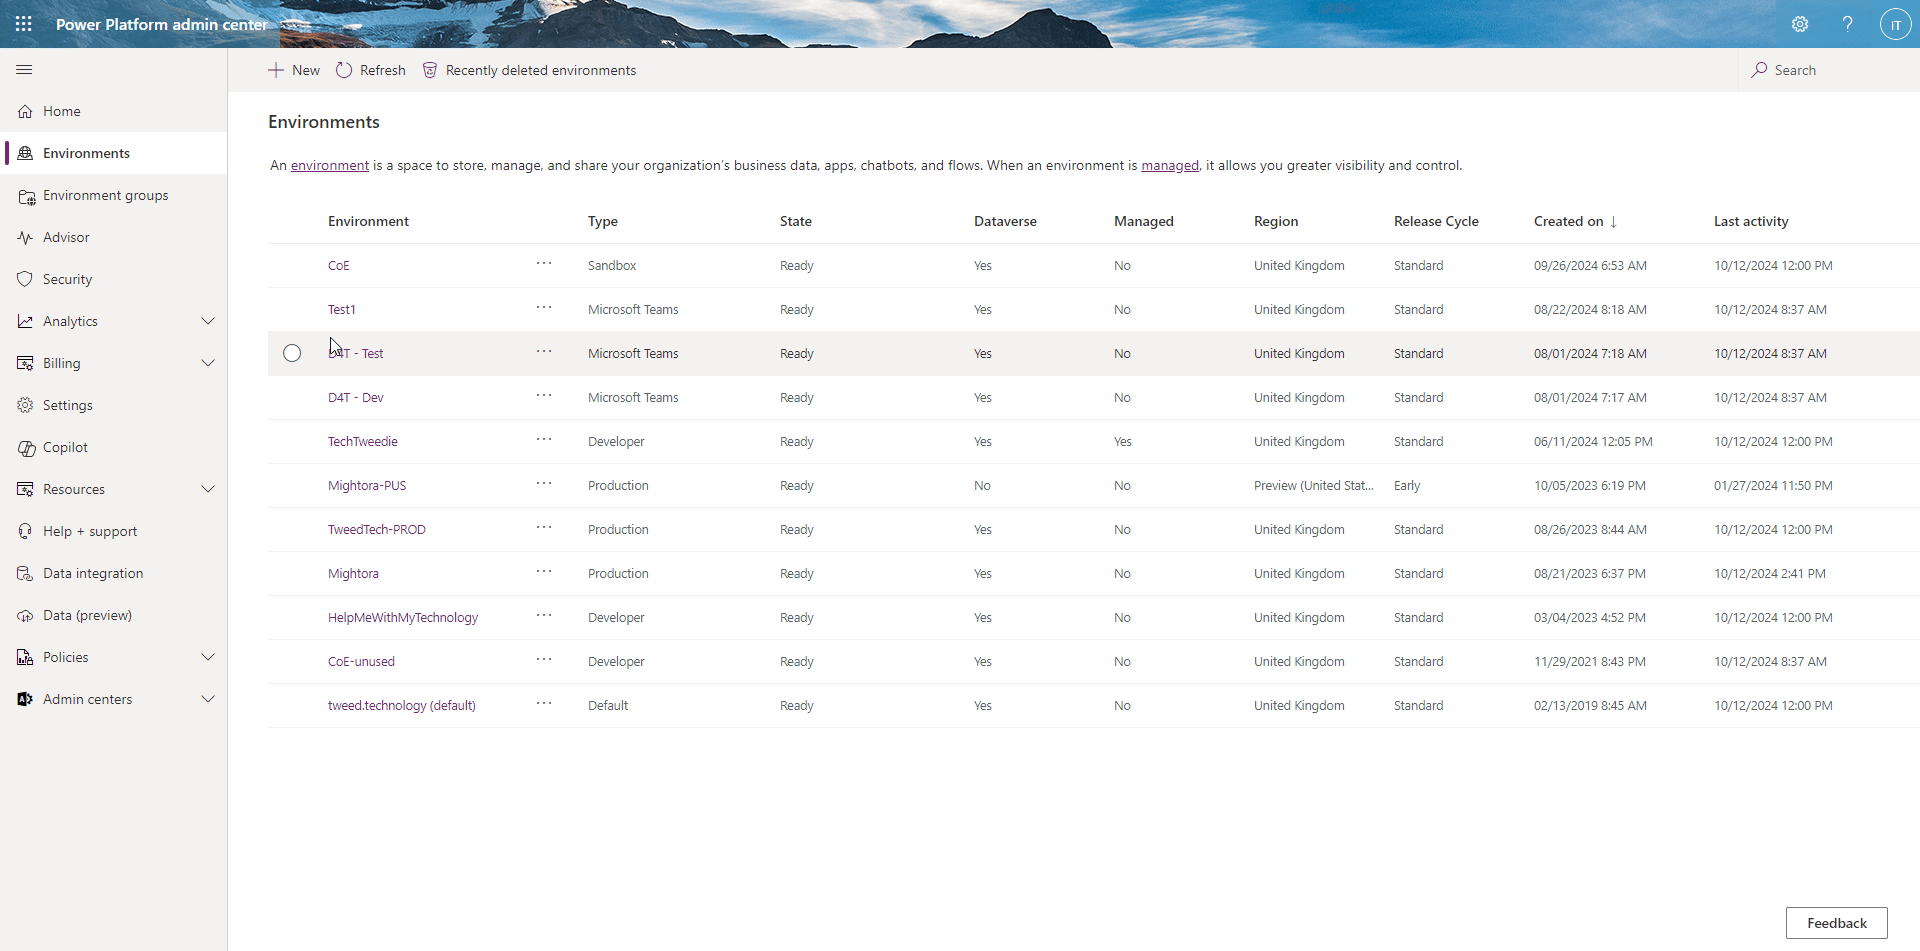 Power Platform admin center
IT
New
Refresh
Recently deleted environments
Search
Home
Environments
Environment groups
Advisor
Security
Analytics
Billing
Settings
Copilot
Resources
Help + support
Data integration
Data (preview)
Policies
Admin centers
Environments
An environment is a space to store, manage, and share your organization's business data, apps, chatbots, and flows. When an environment is managed, it allows you greater visibility and control.
Environment Type State Dataverse Managed Region Release Cycle Created on ↓ Last activity
CoE ... Sandbox Ready Yes No United Kingdom Standard 09/26/2024 6:53 AM 10/12/2024 12:00 PM
Test1 ... Microsoft Teams Ready Yes No United Kingdom Standard 08/22/2024 8:18 AM 10/12/2024 8:37 AM
D4T - Test ... Microsoft Teams Ready Yes No United Kingdom Standard 08/01/2024 7:18 AM 10/12/2024 8:37 AM
D4T - Dev ... Microsoft Teams Ready Yes No United Kingdom Standard 08/01/2024 7:17 AM 10/12/2024 8:37 AM
TechTweedie ... Developer Ready Yes Yes United Kingdom Standard 06/11/2024 12:05 PM 10/12/2024 12:00 PM
Mightora-PUS ... Production Ready No No Preview (United Stat... Early 10/05/2023 6:19 PM 01/27/2024 11:50 PM
TweedTech-PROD ... Production Ready Yes No United Kingdom Standard 08/26/2023 8:44 AM 10/12/2024 12:00 PM
Mightora ... Production Ready Yes No United Kingdom Standard 08/21/2023 6:37 PM 10/12/2024 2:41 PM
HelpMeWithMyTechnology ... Developer Ready Yes No United Kingdom Standard 03/04/2023 4:52 PM 10/12/2024 12:00 PM
CoE-unused ... Developer Ready Yes No United Kingdom Standard 11/29/2021 8:43 PM 10/12/2024 8:37 AM
tweed.technology (default) ... Default Ready Yes No United Kingdom Standard 02/13/2019 8:45 AM 10/12/2024 12:00 PM
Feedback